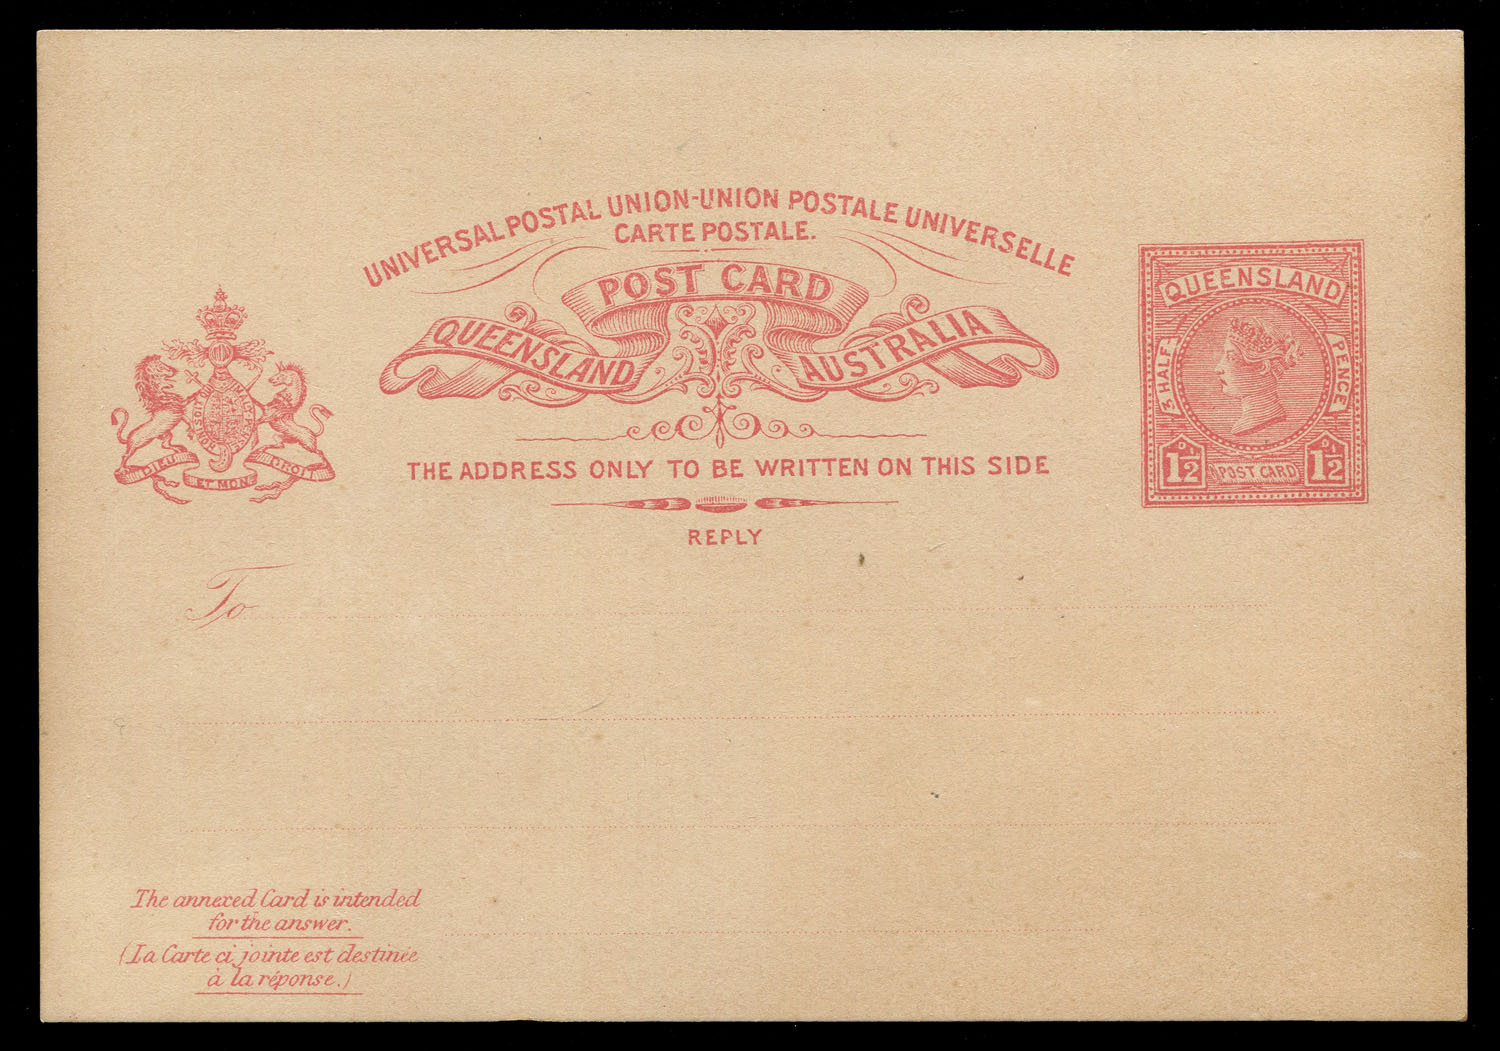 UNIVERSAL POSTAL UNION-UNION POSTALE UNIVERSELLE
CARTE POSTALE.
POST CARD
QUEENSLAND AUSTRALIA
THE ADDRESS ONLY TO BE WRITTEN ON THIS SIDE
REPLY
DIEU ET MON DROIT
QUEENSLAND
3 HALF PENCE
1½ D POST CARD 1½ D
To
The annexed Card is intended
for the answer.
(La Carte ci jointe est destinée
à la réponse.)